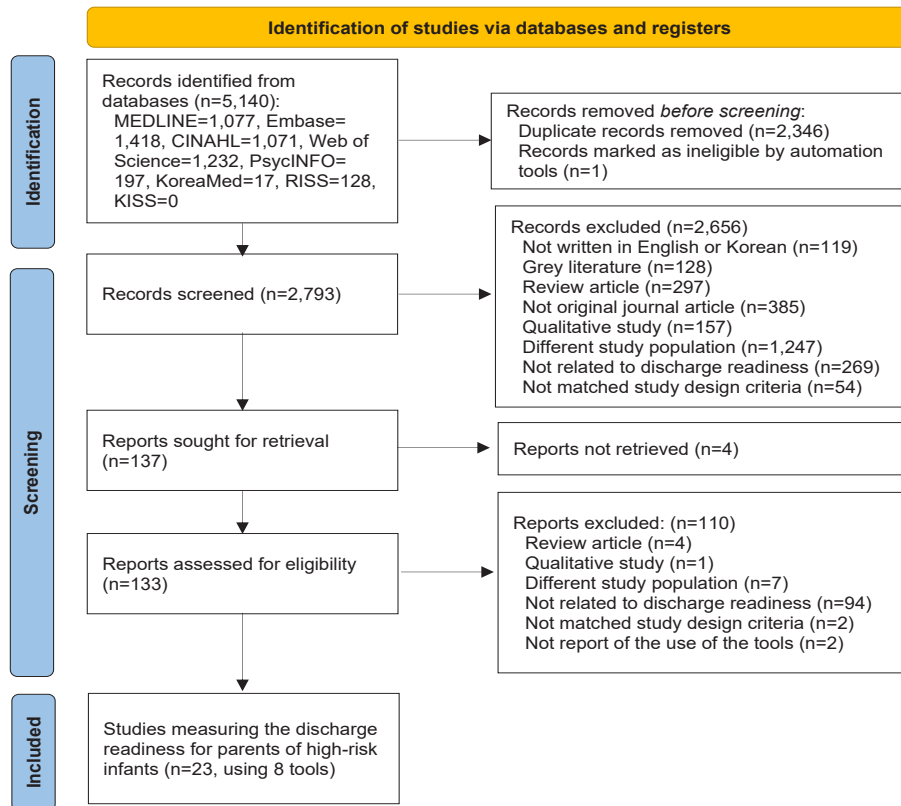 Identification of studies via databases and registers
Identification
Records identified from
databases (n=5,140):
MEDLINE=1,077, Embase=
1,418, CINAHL=1,071, Web of
Science=1,232, PsycINFO=
197, KoreaMed=17, RISS=128,
KISS=0
Records removed before screening:
Duplicate records removed (n=2,346)
Records marked as ineligible by automation
tools (n=1)
Screening
Records screened (n=2,793)
Records excluded (n=2,656)
Not written in English or Korean (n=119)
Grey literature (n=128)
Review article (n=297)
Not original journal article (n=385)
Qualitative study (n=157)
Different study population (n=1,247)
Not related to discharge readiness (n=269)
Not matched study design criteria (n=54)
Reports sought for retrieval
(n=137)
Reports not retrieved (n=4)
Reports assessed for eligibility
(n=133)
Reports excluded: (n=110)
Review article (n=4)
Qualitative study (n=1)
Different study population (n=7)
Not related to discharge readiness (n=94)
Not matched study design criteria (n=2)
Not report of the use of the tools (n=2)
Included
Studies measuring the discharge
readiness for parents of high-risk
infants (n=23, using 8 tools)